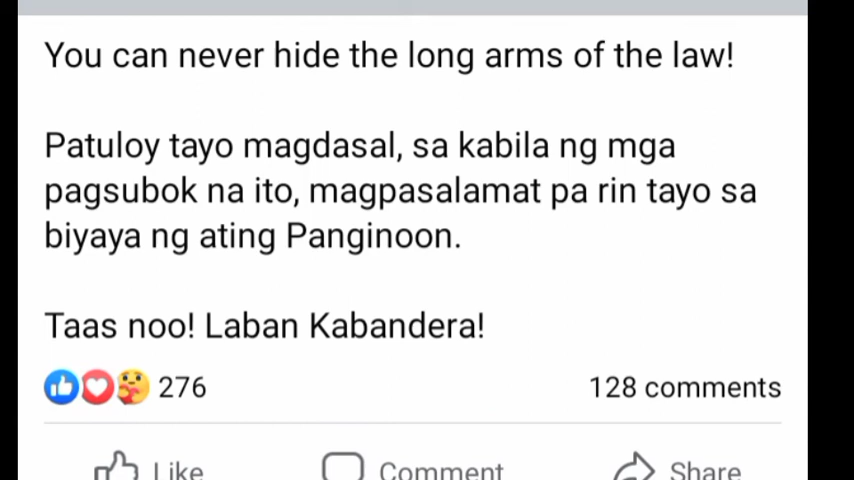 You can never hide the long arms of the law!
Patuloy tayo magdasal, sa kabila ng mga
pagsubok na ito, magpasalamat pa rin tayo sa
biyaya ng ating Panginoon.
Taas noo! Laban Kabandera!
276 128 comments
Like Comment Share